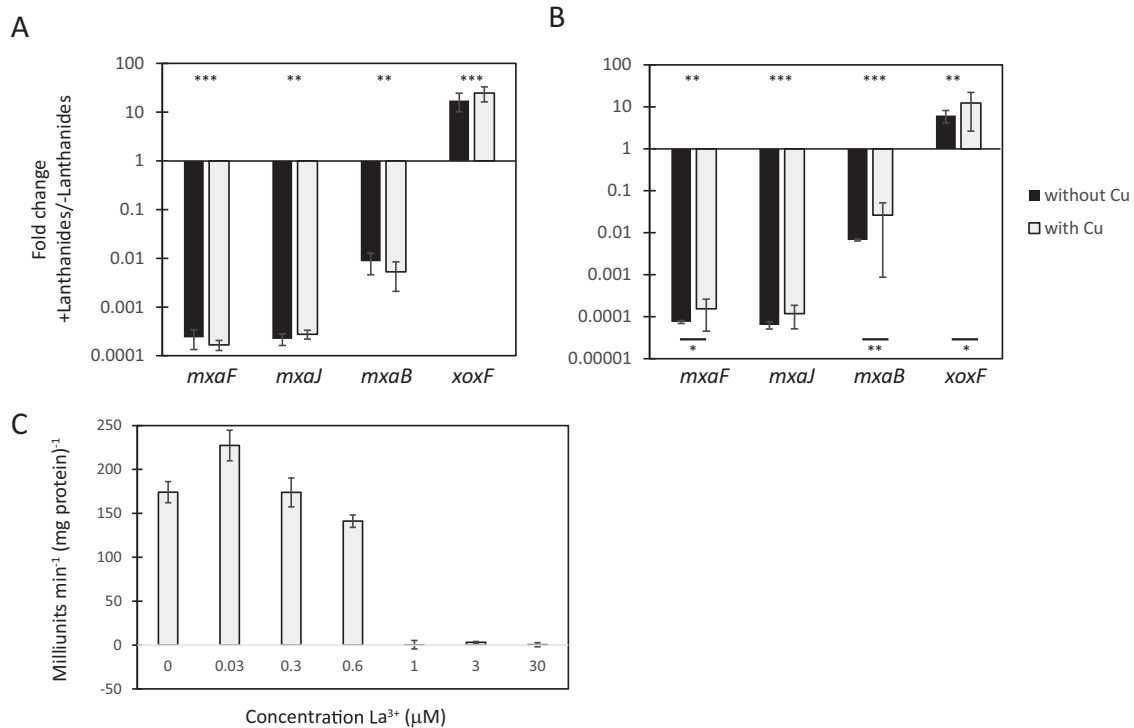 A
B
Fold change
+Lanthanides/-Lanthanides
100
10
1
0.1
0.01
0.001
0.0001
*** ** ** ***
mxaF mxaJ mxaB xoxF
100
10
1
0.1
0.01
0.001
0.0001
0.00001
** *** *** **
* ** *
mxaF mxaJ mxaB xoxF
without Cu
with Cu
C
Milliunits min⁻¹ (mg protein)⁻¹
250
200
150
100
50
0
-50
0 0.03 0.3 0.6 1 3 30
Concentration La³⁺ (μM)